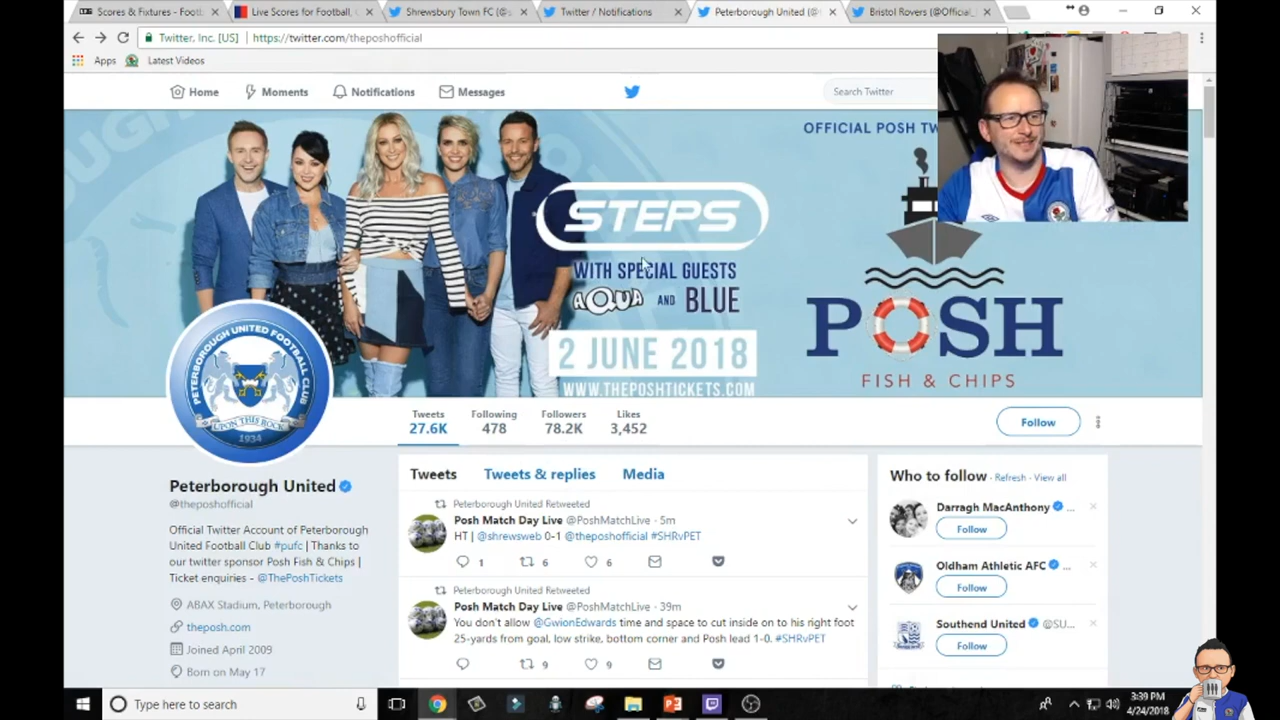 Scores & Fixtures - Footb
Live Scores for Football,
Shrewsbury Town FC (@s
Twitter / Notifications
Peterborough United (@
Bristol Rovers (@Official_
Twitter, Inc. [US]
https://twitter.com/theposhofficial
Apps
Latest Videos
Home
Moments
Notifications
Messages
Search Twitter
OFFICIAL POSH TW
STEPS
WITH SPECIAL GUESTS
AQUA AND BLUE
2 JUNE 2018
WWW.THEPOSHTICKETS.COM
POSH
FISH & CHIPS
PETERBOROUGH UNITED FOOTBALL CLUB
UPON THIS ROCK
1934
Tweets
Following
Followers
Likes
27.6K
478
78.2K
3,452
Follow
Peterborough United
@theposhofficial
Official Twitter Account of Peterborough
United Football Club #pufc | Thanks to
our twitter sponsor Posh Fish & Chips |
Ticket enquiries - @ThePoshTickets
ABAX Stadium, Peterborough
theposh.com
Joined April 2009
Born on May 17
Tweets
Tweets & replies
Media
Peterborough United Retweeted
Posh Match Day Live @PoshMatchLive · 5m
HT | @shrewsweb 0-1 @theposhofficial #SHRvPET
1
6
6
Peterborough United Retweeted
Posh Match Day Live @PoshMatchLive · 39m
You don't allow @GwionEdwards time and space to cut inside on to his right foot
25-yards from goal, low strike, bottom corner and Posh lead 1-0. #SHRvPET
9
9
Who to follow · Refresh · View all
Darragh MacAnthony ...
Follow
Oldham Athletic AFC ...
Follow
Southend United @SU...
Follow
Type here to search
3:39 PM
4/24/2018